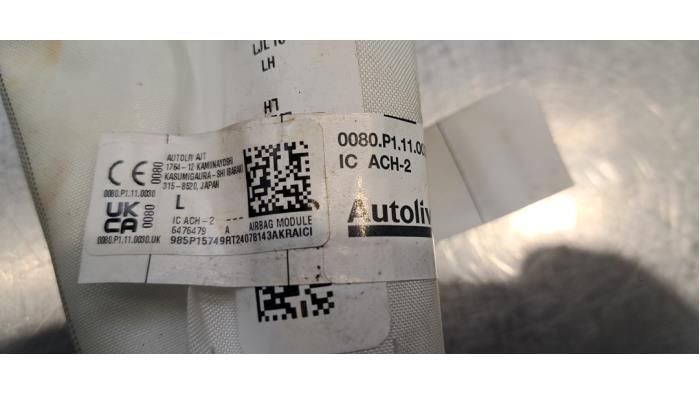 LH
LH
CE 0080
0080.P1.11.0030
UK CA 0080
0080.P1.11.0030.UK
AUTOLIV AJT
1764-12 KAMINAYOSHI
KASUMIGAURA-SHI IBARAKI
315-8520, JAPAN
L
IC ACH-2 ---
6476479 A
AIRBAG MODULE
985P15749RT24078143AKRAICI
0080.P1.11.00
IC ACH-2
Autoliv